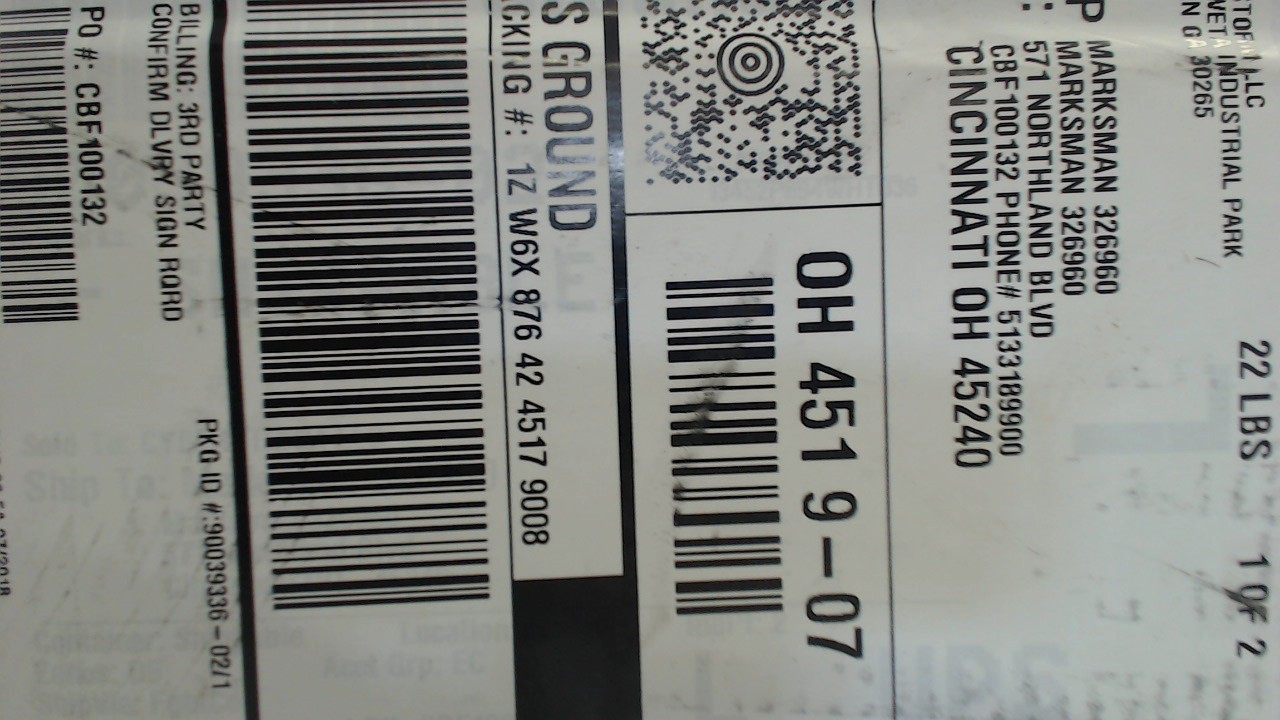 22 LBS 1 OF 2
INDUSTRIAL PARK
GA 30265
MARKSMAN 326960
MARKSMAN 326960
571 NORTHLAND BLVD
CBF100132 PHONE# 5133189900
CINCINNATI OH 45240
OH 451 9-07
S GROUND
CKING #: 1Z W6X 876 42 4517 9008
BILLING: 3RD PARTY
CONFIRM DLVRY SIGN RQRD
PKG ID #:90039336-02/1
PO #: CBF100132